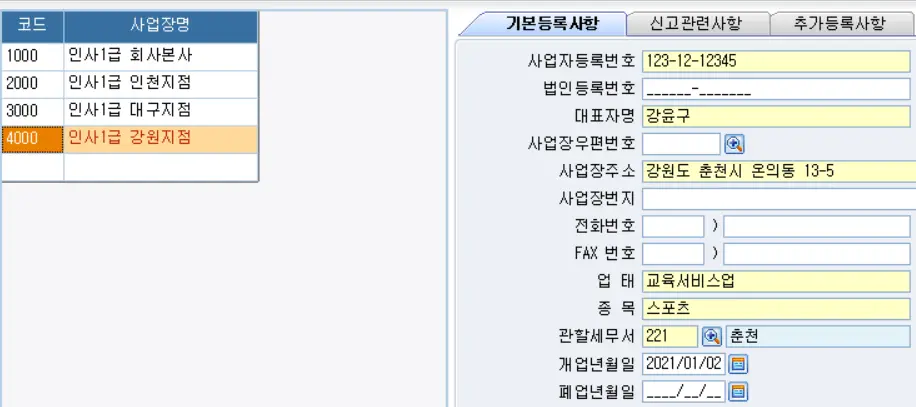 코드 사업장명
1000 인사1급 회사본사
2000 인사1급 인천지점
3000 인사1급 대구지점
4000 인사1급 강원지점
기본등록사항 신고관련사항 추가등록사항
사업자등록번호 123-12-12345
법인등록번호 ______-_______
대표자명 강윤구
사업장우편번호
사업장주소 강원도 춘천시 온의동 13-5
사업장번지
전화번호 )
FAX 번호 )
업 태 교육서비스업
종 목 스포츠
관할세무서 221 춘천
개업년월일 2021/01/02
폐업년월일 ____/__/__